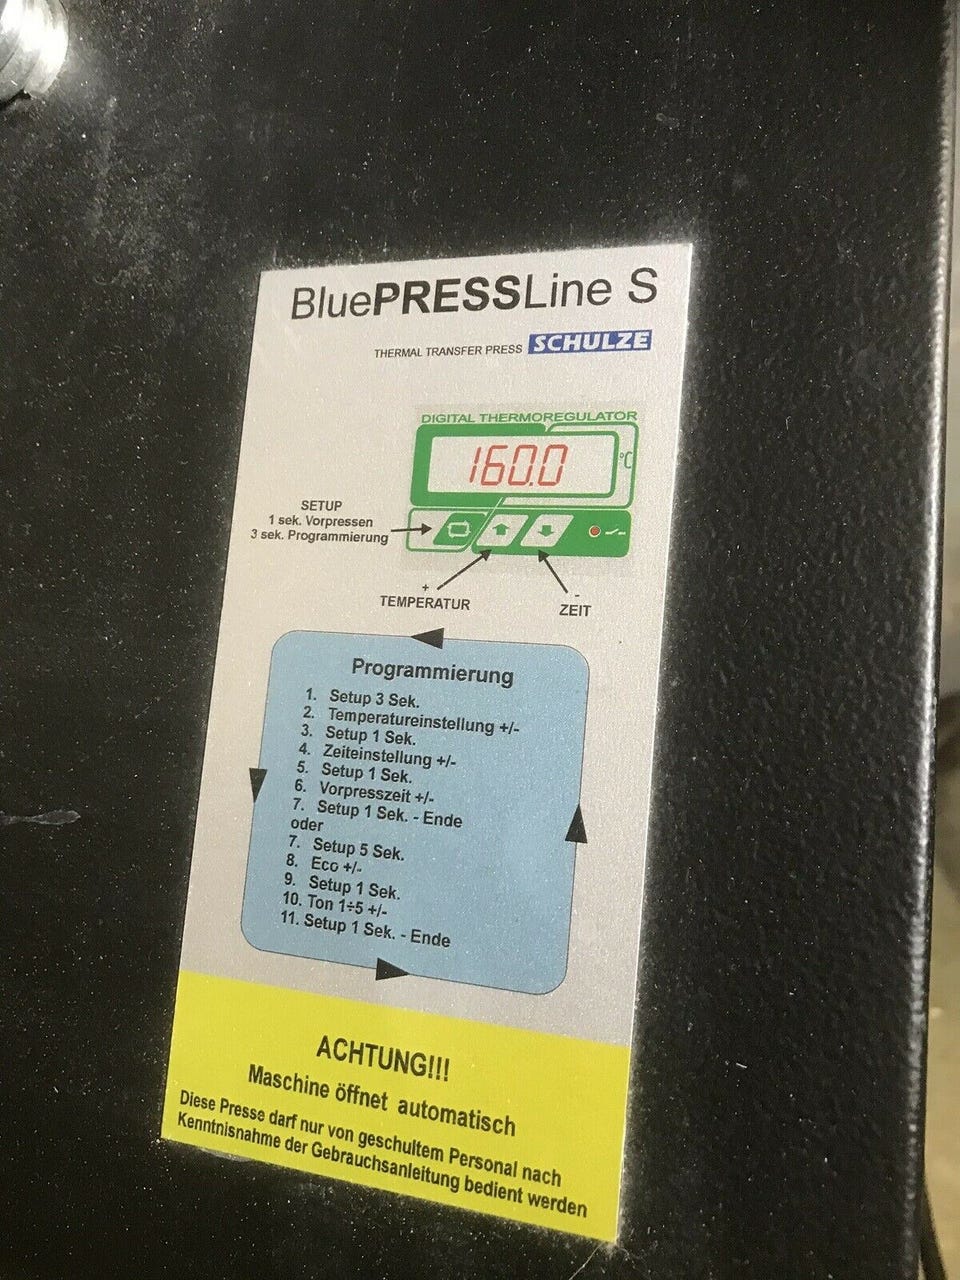 BluePRESSLine S
THERMAL TRANSFER PRESS SCHULZE
DIGITAL THERMOREGULATOR
160.0 °C
SETUP
1 sek. Vorpressen
3 sek. Programmierung
+ -
TEMPERATUR ZEIT
Programmierung
1. Setup 3 Sek.
2. Temperatureinstellung +/-
3. Setup 1 Sek.
4. Zeiteinstellung +/-
5. Setup 1 Sek.
6. Vorpresszeit +/-
7. Setup 1 Sek. - Ende
oder
7. Setup 5 Sek.
8. Eco +/-
9. Setup 1 Sek.
10. Ton 1÷5 +/-
11. Setup 1 Sek. - Ende
ACHTUNG!!!
Maschine öffnet automatisch
Diese Presse darf nur von geschultem Personal nach
Kenntnisnahme der Gebrauchsanleitung bedient werden